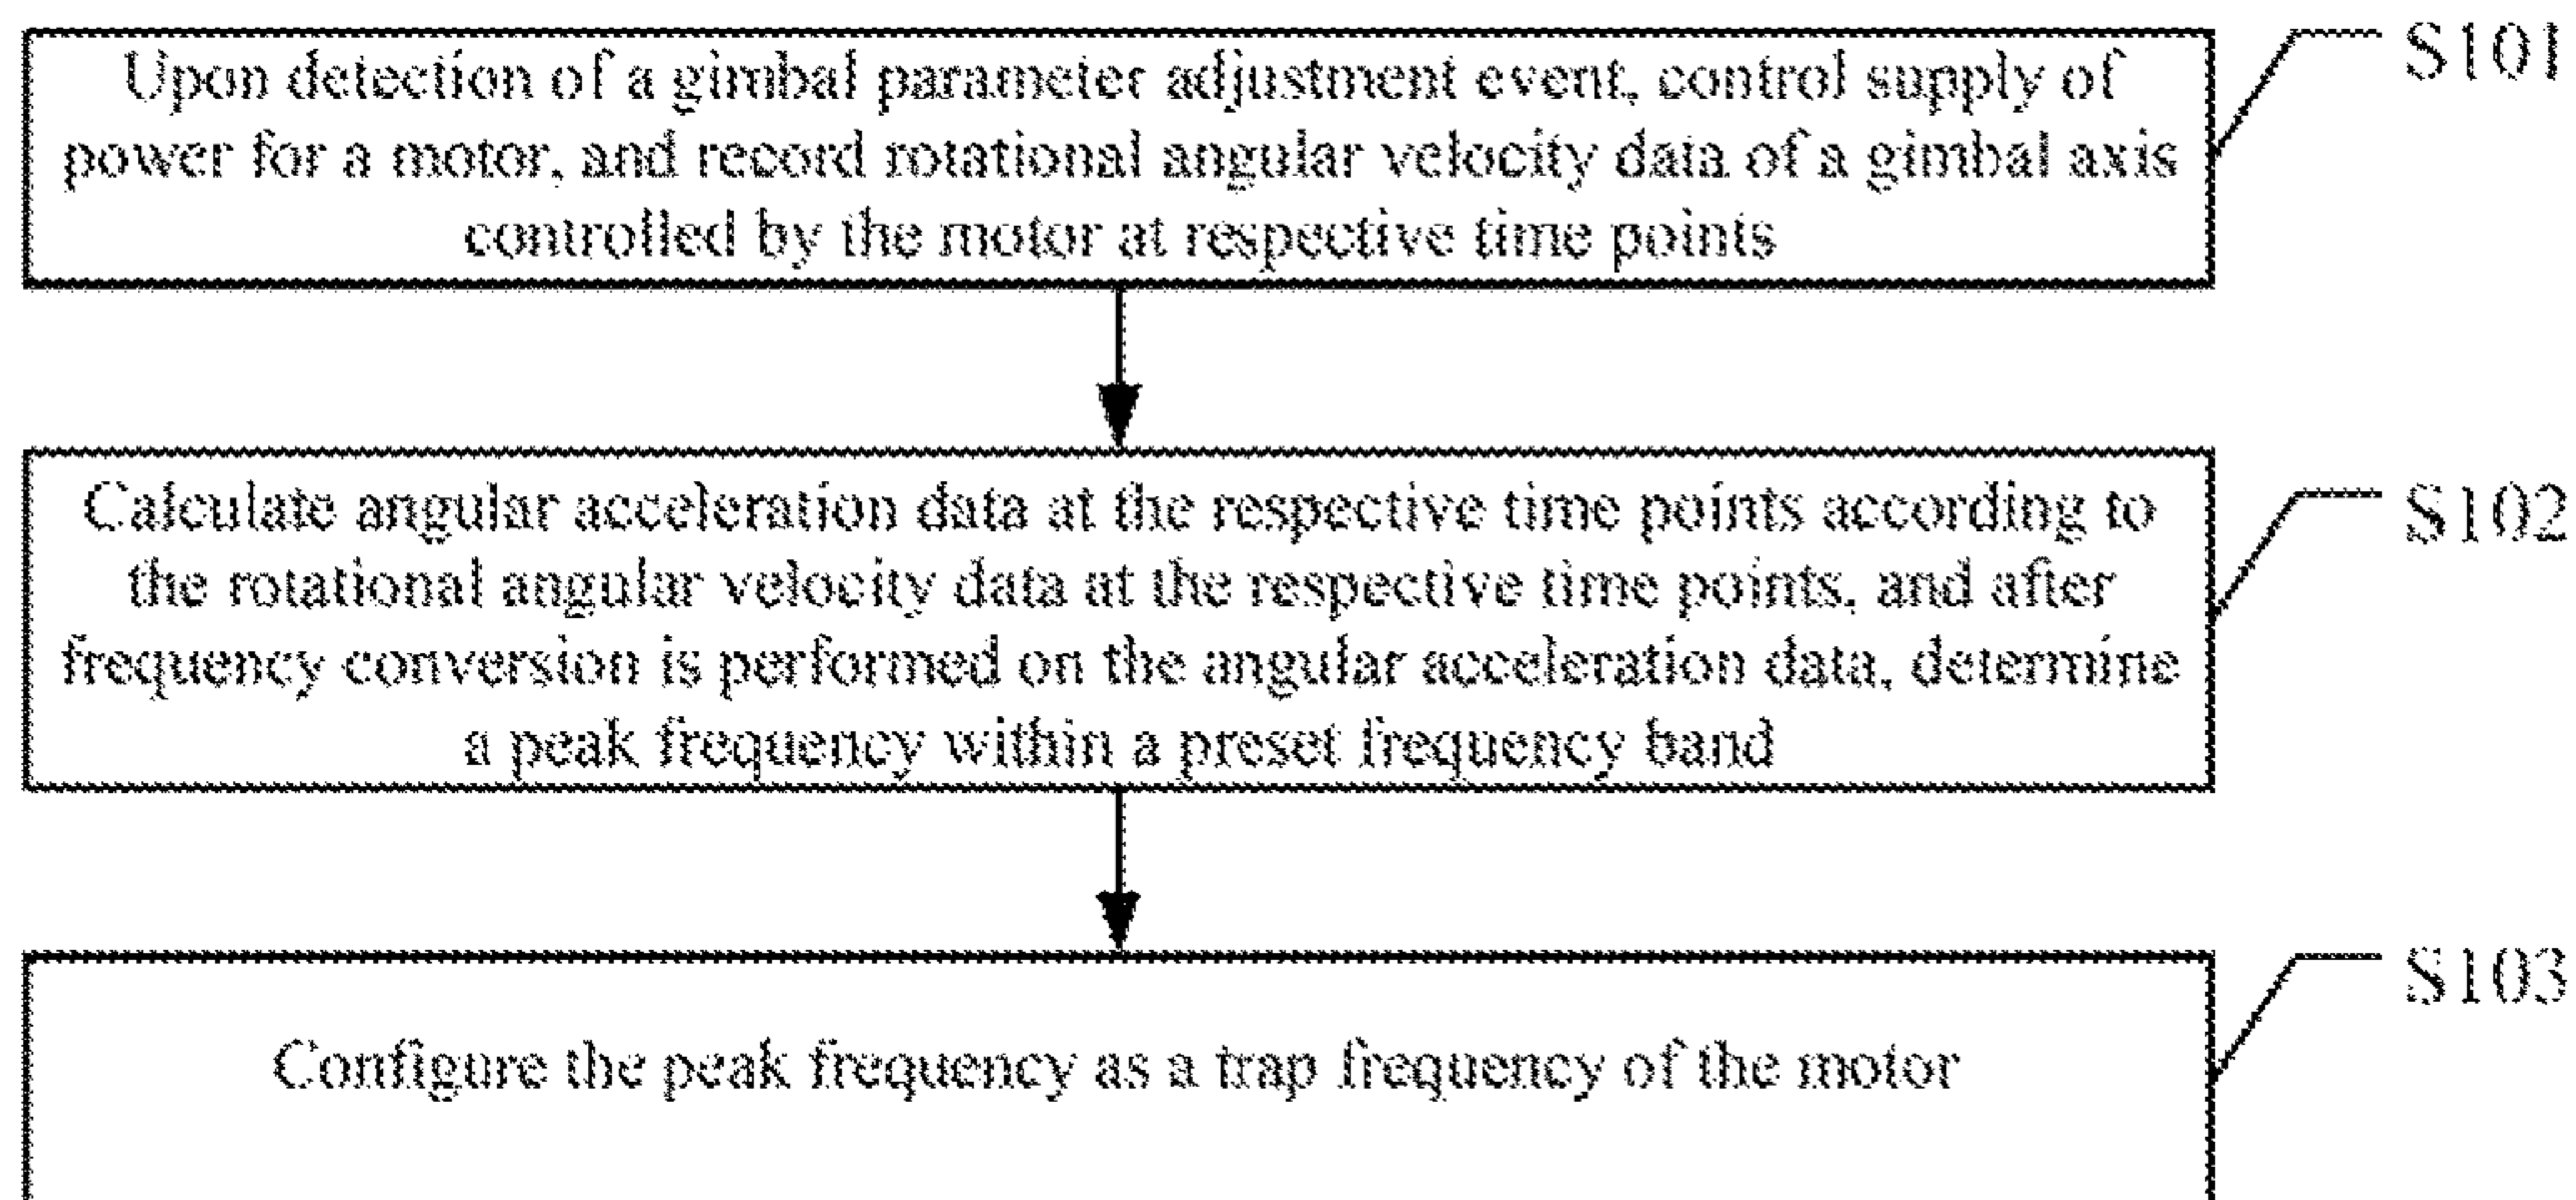 Upon detection of a gimbal parameter adjustment event, control supply of
power for a motor, and record rotational angular velocity data of a gimbal axis
controlled by the motor at respective time points
S101
Calculate angular acceleration data at the respective time points according to
the rotational angular velocity data at the respective time points, and after
frequency conversion is performed on the angular acceleration data, determine
a peak frequency within a preset frequency band
S102
Configure the peak frequency as a trap frequency of the motor
S103